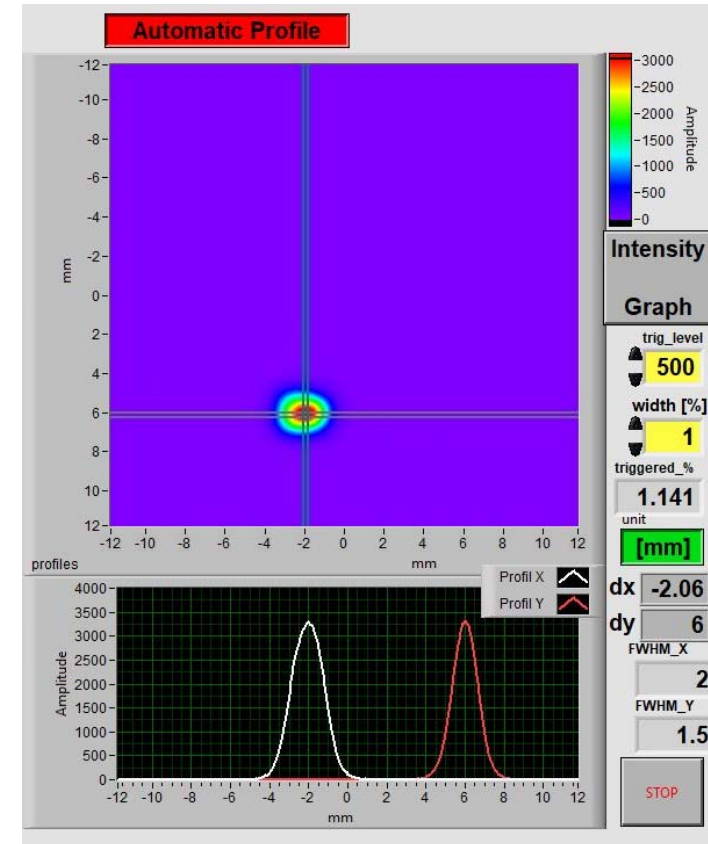 Automatic Profile
-12
-10
-8
-6
-4
-2
0
2
4
6
8
10
12
mm
-12 -10 -8 -6 -4 -2 0 2 4 6 8 10 12
mm
3000
2500
2000
1500
1000
500
0
Amplitude
Intensity
Graph
trig_level
500
width [%]
1
triggered_%
1.141
unit
[mm]
dx -2.06
dy 6
FWHM_X
2
FWHM_Y
1.5
STOP
profiles
Profil X
Profil Y
4000
3500
3000
2500
2000
1500
1000
500
0
Amplitude
-12 -10 -8 -6 -4 -2 0 2 4 6 8 10 12
mm